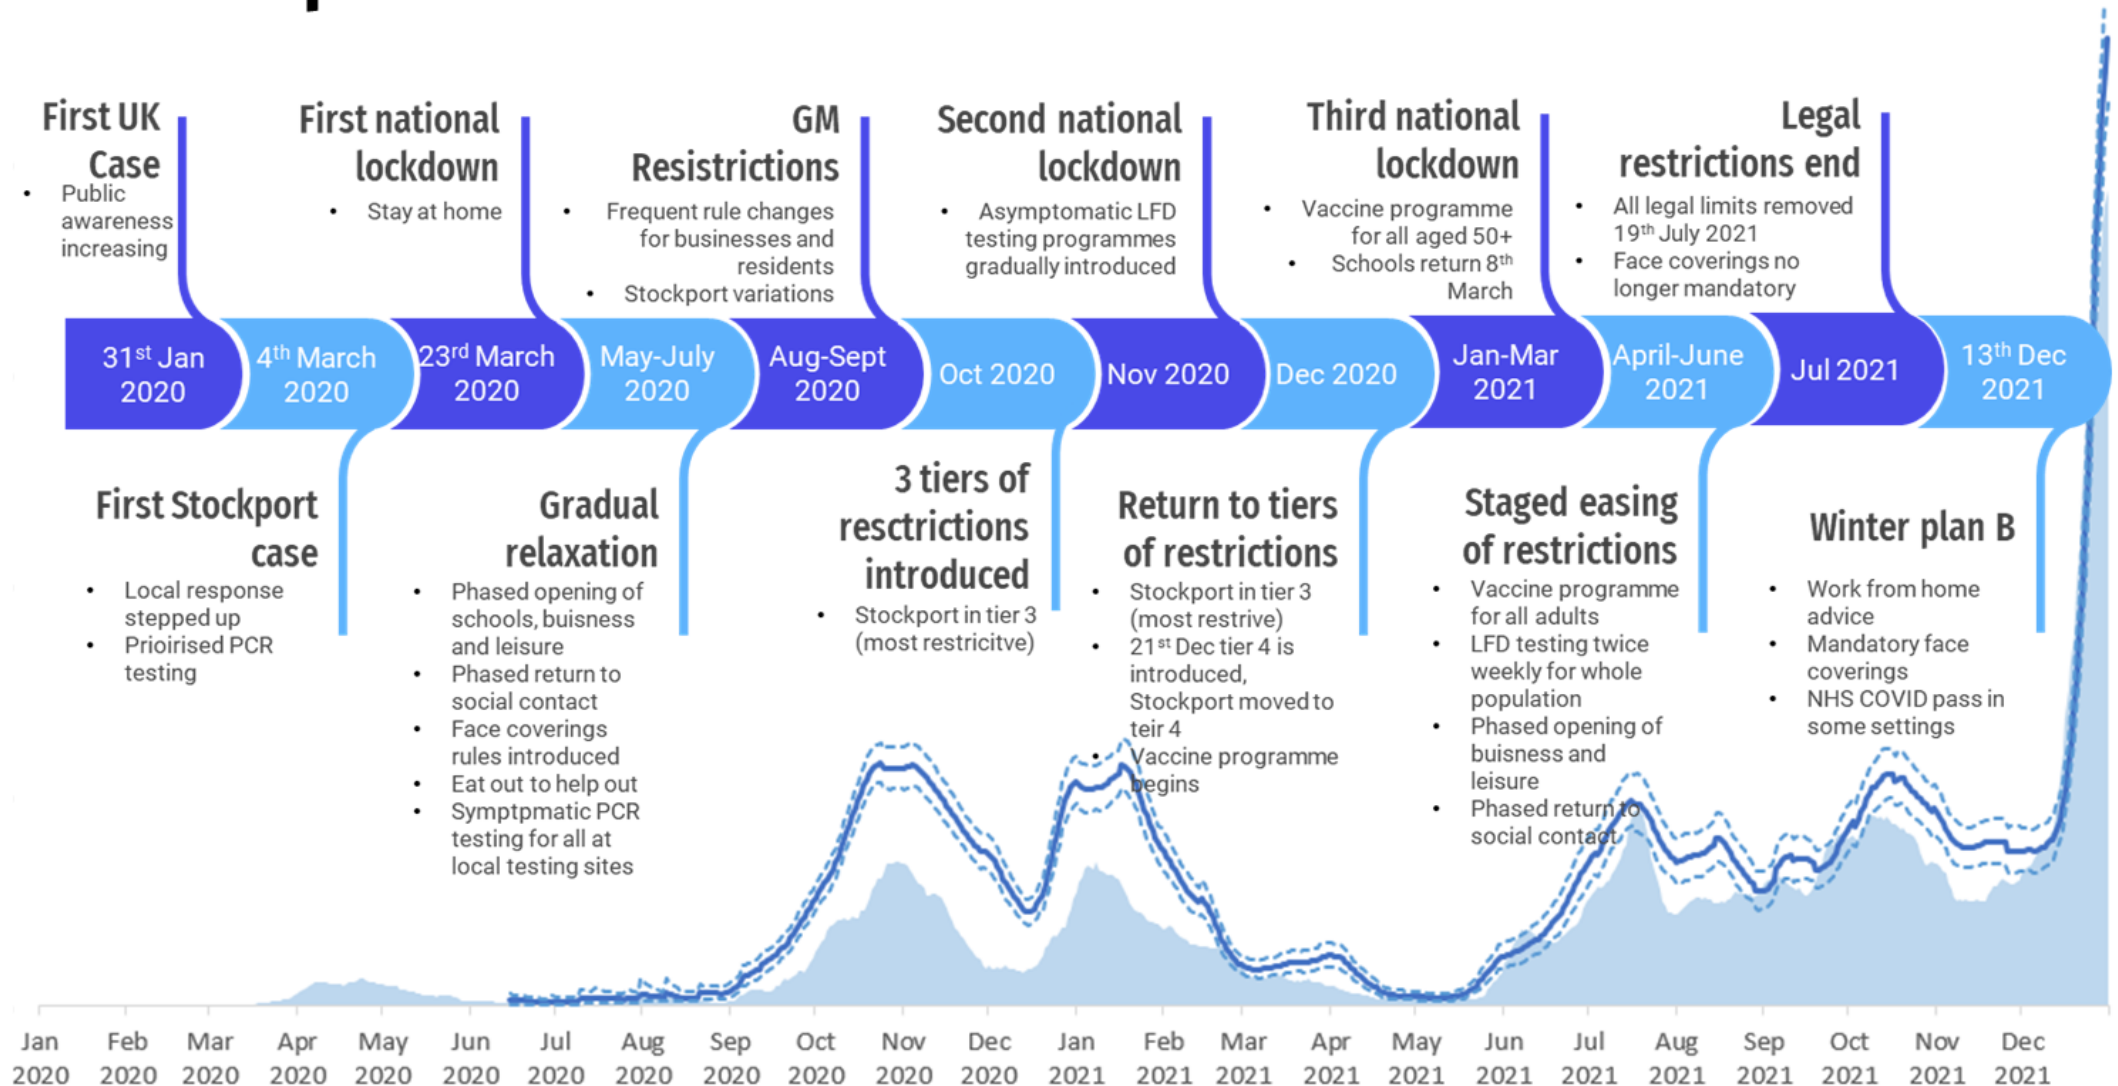 First UK
Case
• Public
awareness
increasing
First national
lockdown
• Stay at home
GM
Resistrictions
• Frequent rule changes
for businesses and
residents
• Stockport variations
Second national
lockdown
• Asymptomatic LFD
testing programmes
gradually introduced
Third national
lockdown
• Vaccine programme
for all aged 50+
• Schools return 8th
March
Legal
restrictions end
• All legal limits removed
19th July 2021
• Face coverings no
longer mandatory
31st Jan
2020
4th March
2020
23rd March
2020
May-July
2020
Aug-Sept
2020
Oct 2020
Nov 2020
Dec 2020
Jan-Mar
2021
April-June
2021
Jul 2021
13th Dec
2021
First Stockport
case
• Local response
stepped up
• Prioirised PCR
testing
Gradual
relaxation
• Phased opening of
schools, buisness
and leisure
• Phased return to
social contact
• Face coverings
rules introduced
• Eat out to help out
• Symptpmatic PCR
testing for all at
local testing sites
3 tiers of
resctrictions
introduced
• Stockport in tier 3
(most restricitve)
Return to tiers
of restrictions
• Stockport in tier 3
(most restrive)
• 21st Dec tier 4 is
introduced,
Stockport moved to
teir 4
• Vaccine programme
begins
Staged easing
of restrictions
• Vaccine programme
for all adults
• LFD testing twice
weekly for whole
population
• Phased opening of
buisness and
leisure
• Phased return to
social contact
Winter plan B
• Work from home
advice
• Mandatory face
coverings
• NHS COVID pass in
some settings
Jan Feb Mar Apr May Jun Jul Aug Sep Oct Nov Dec Jan Feb Mar Apr May Jun Jul Aug Sep Oct Nov Dec
2020 2020 2020 2020 2020 2020 2020 2020 2020 2020 2020 2020 2021 2021 2021 2021 2021 2021 2021 2021 2021 2021 2021 2021